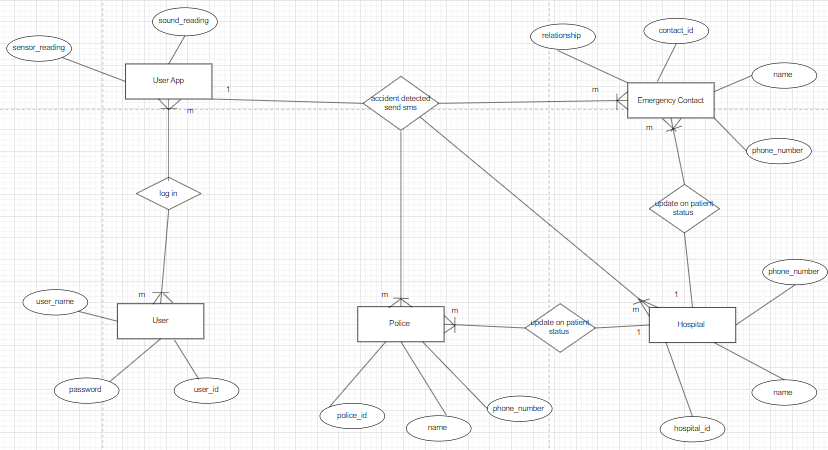 sound_reading
sensor_reading
User App
1
m
accident detected
send sms
relationship
contact_id
name
m
Emergency Contact
m
phone_number
log in
update on patient
status
m
user_name
User
password
user_id
m
Police
m
update on patient
status
police_id
name
phone_number
phone_number
1
m
1
Hospital
name
hospital_id